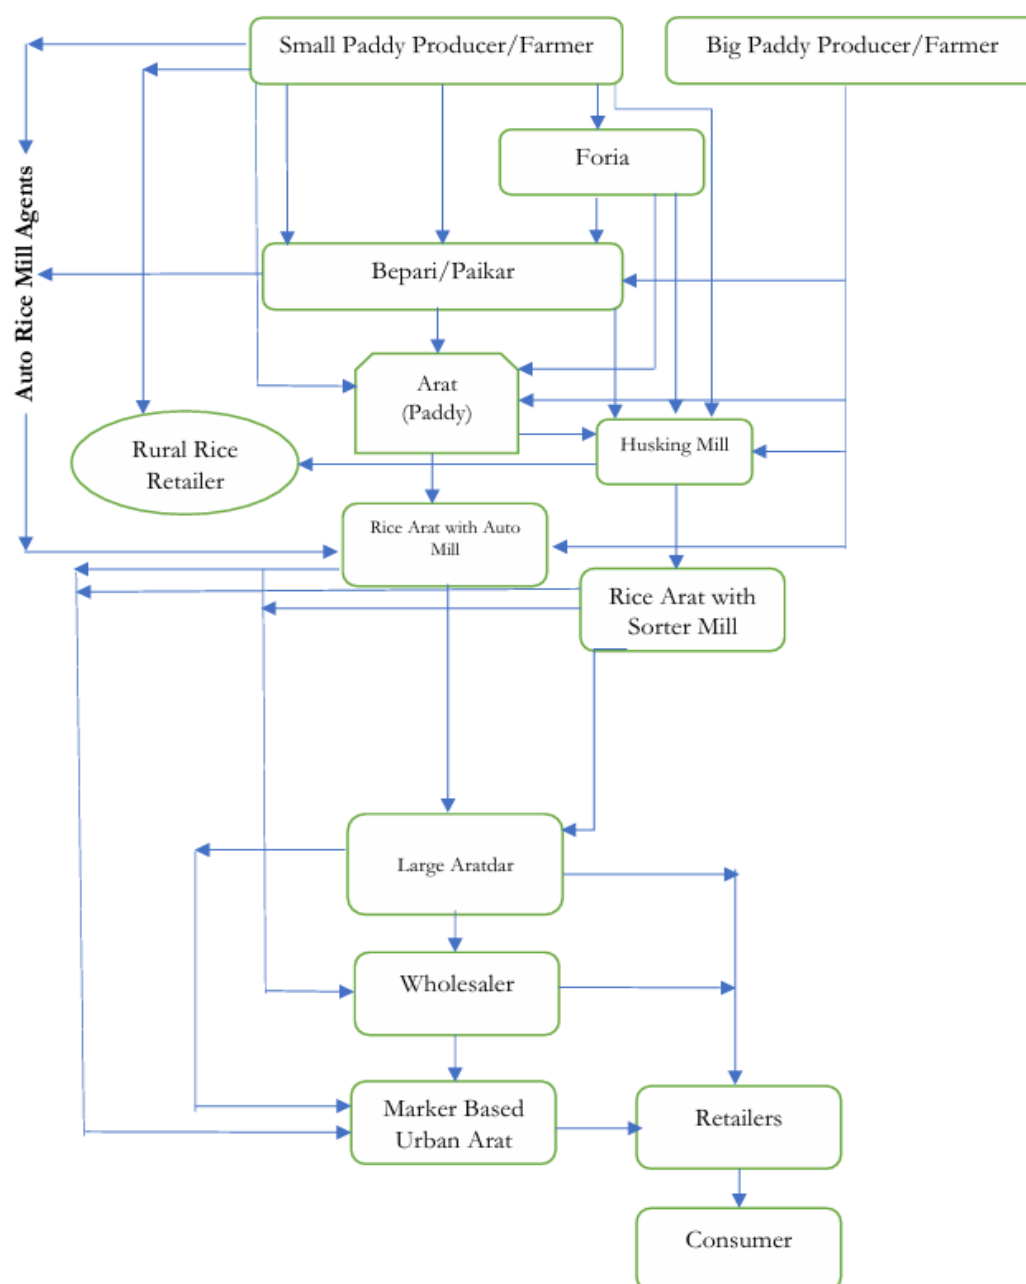 Small Paddy Producer/Farmer
Big Paddy Producer/Farmer
Foria
Auto Rice Mill Agents
Bepari/Paikar
Arat
(Paddy)
Rural Rice
Retailer
Husking Mill
Rice Arat with Auto
Mill
Rice Arat with
Sorter Mill
Large Aratdar
Wholesaler
Marker Based
Urban Arat
Retailers
Consumer